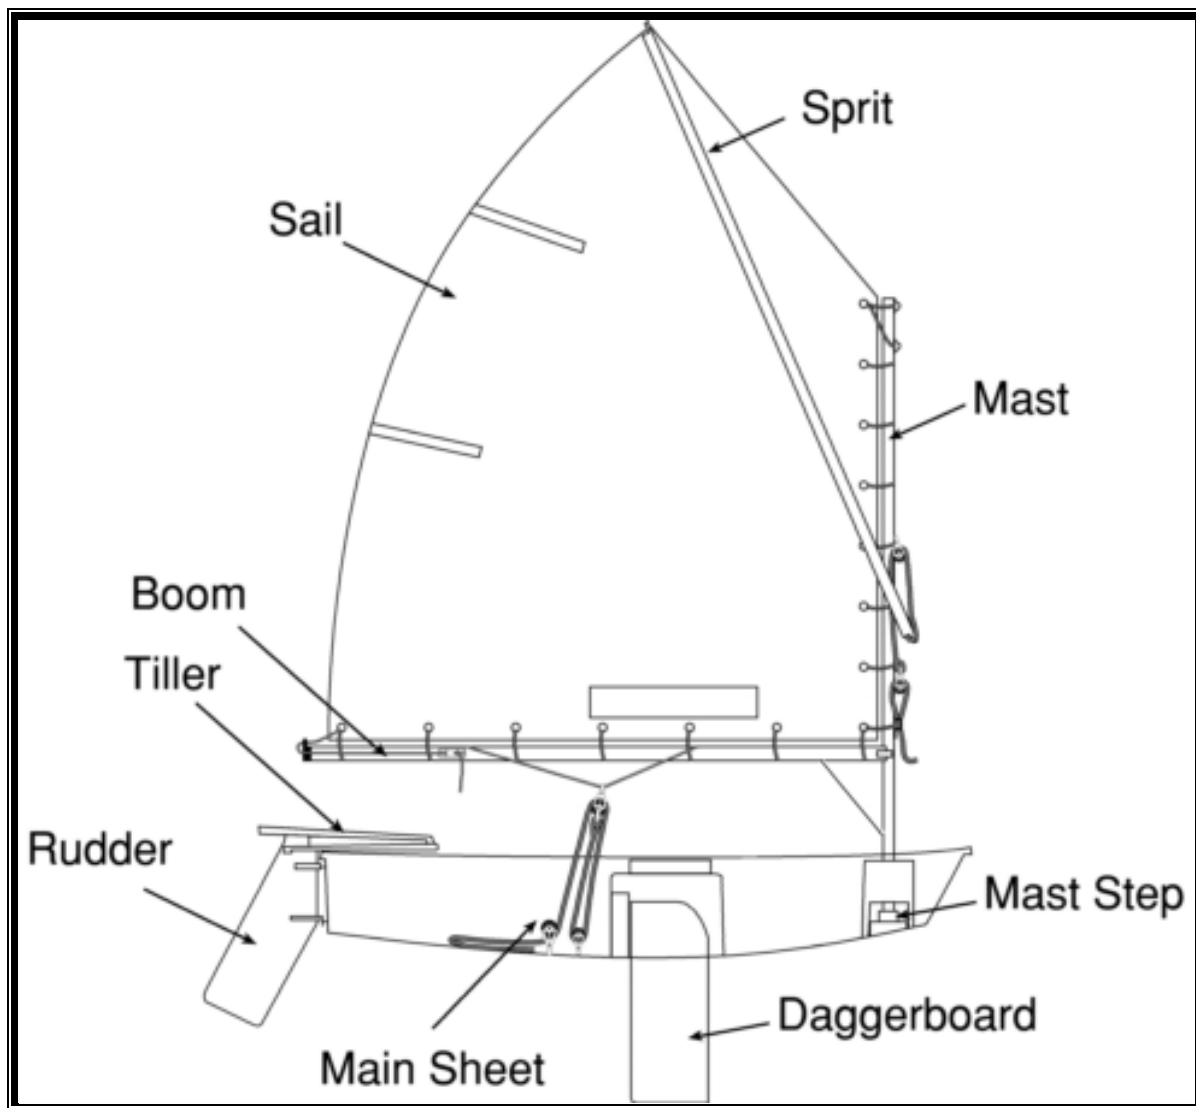 Sprit
Sail
Mast
Boom
Tiller
Rudder
Mast Step
Daggerboard
Main Sheet